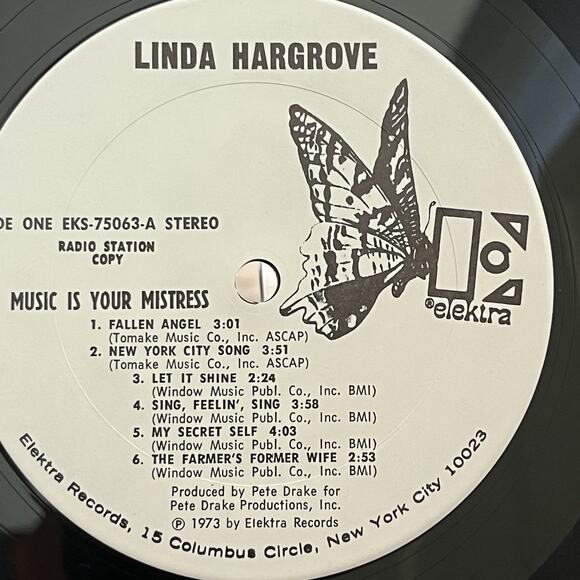 LINDA HARGROVE
DE ONE EKS-75063-A STEREO
RADIO STATION
COPY
® elektra
MUSIC IS YOUR MISTRESS
1. FALLEN ANGEL 3:01
(Tomake Music Co., Inc. ASCAP)
2. NEW YORK CITY SONG 3:51
(Tomake Music Co., Inc. ASCAP)
3. LET IT SHINE 2:24
(Window Music Publ. Co., Inc. BMI)
4. SING, FEELIN', SING 3:58
(Window Music Publ. Co., Inc. BMI)
5. MY SECRET SELF 4:03
(Window Music Publ. Co., Inc. BMI)
6. THE FARMER'S FORMER WIFE 2:53
(Window Music Publ. Co., Inc. BMI)
Produced by Pete Drake for
Pete Drake Productions, Inc.
℗ 1973 by Elektra Records
Elektra Records, 15 Columbus Circle, New York City 10023